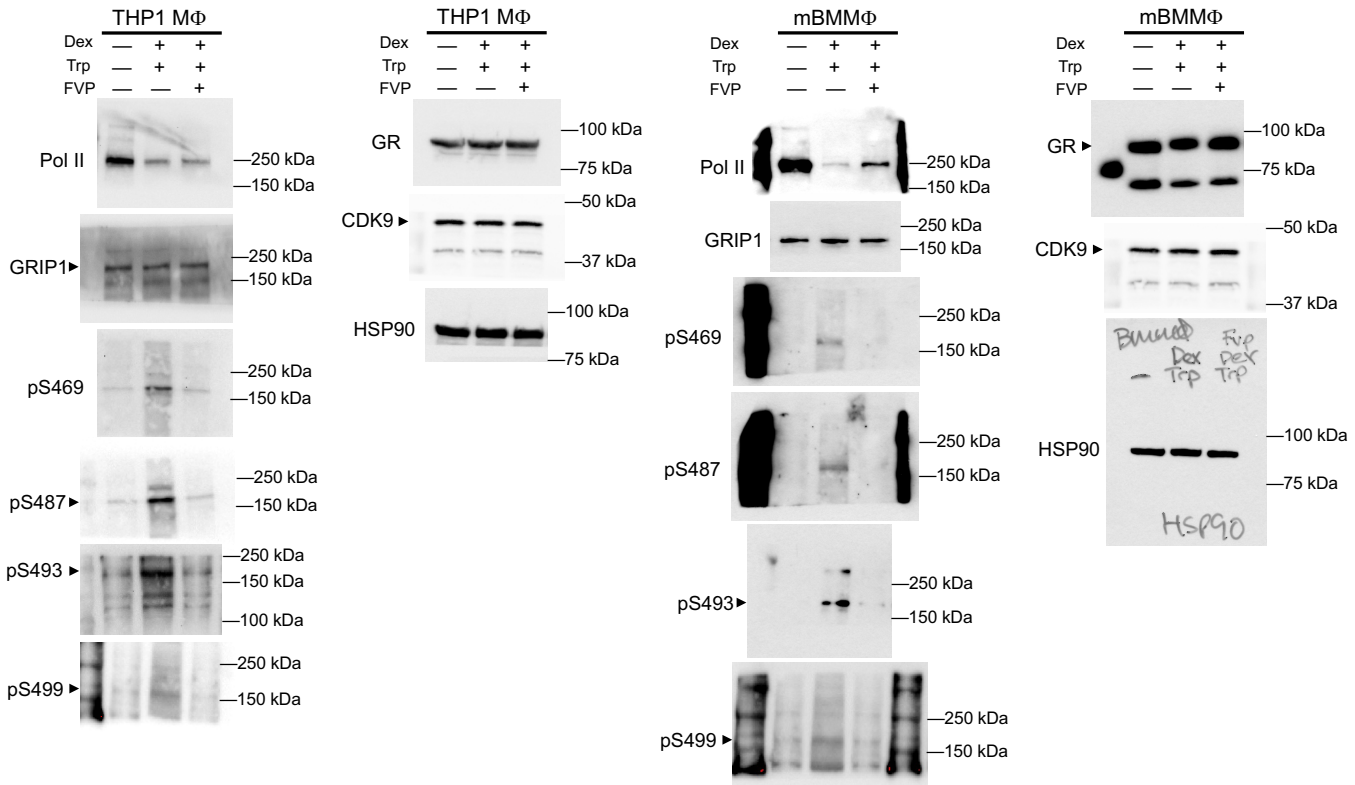 THP1 MΦ
Dex — + +
Trp — + +
FVP — — +
Pol II
—250 kDa
—150 kDa
GRIP1
—250 kDa
—150 kDa
pS469
—250 kDa
—150 kDa
pS487
—250 kDa
—150 kDa
pS493
—250 kDa
—150 kDa
—100 kDa
pS499
—250 kDa
—150 kDa
THP1 MΦ
Dex — + +
Trp — + +
FVP — — +
GR
—100 kDa
—75 kDa
CDK9
—50 kDa
—37 kDa
HSP90
—100 kDa
—75 kDa
mBMMΦ
Dex — + +
Trp — + +
FVP — — +
Pol II
—250 kDa
—150 kDa
GRIP1
—250 kDa
—150 kDa
pS469
—250 kDa
—150 kDa
pS487
—250 kDa
—150 kDa
pS493
—250 kDa
—150 kDa
pS499
—250 kDa
—150 kDa
mBMMΦ
Dex — + +
Trp — + +
FVP — — +
GR
—100 kDa
—75 kDa
CDK9
—50 kDa
—37 kDa
Fvp
Dex Dex
— Trp Trp
HSP90
—100 kDa
—75 kDa
HSP90